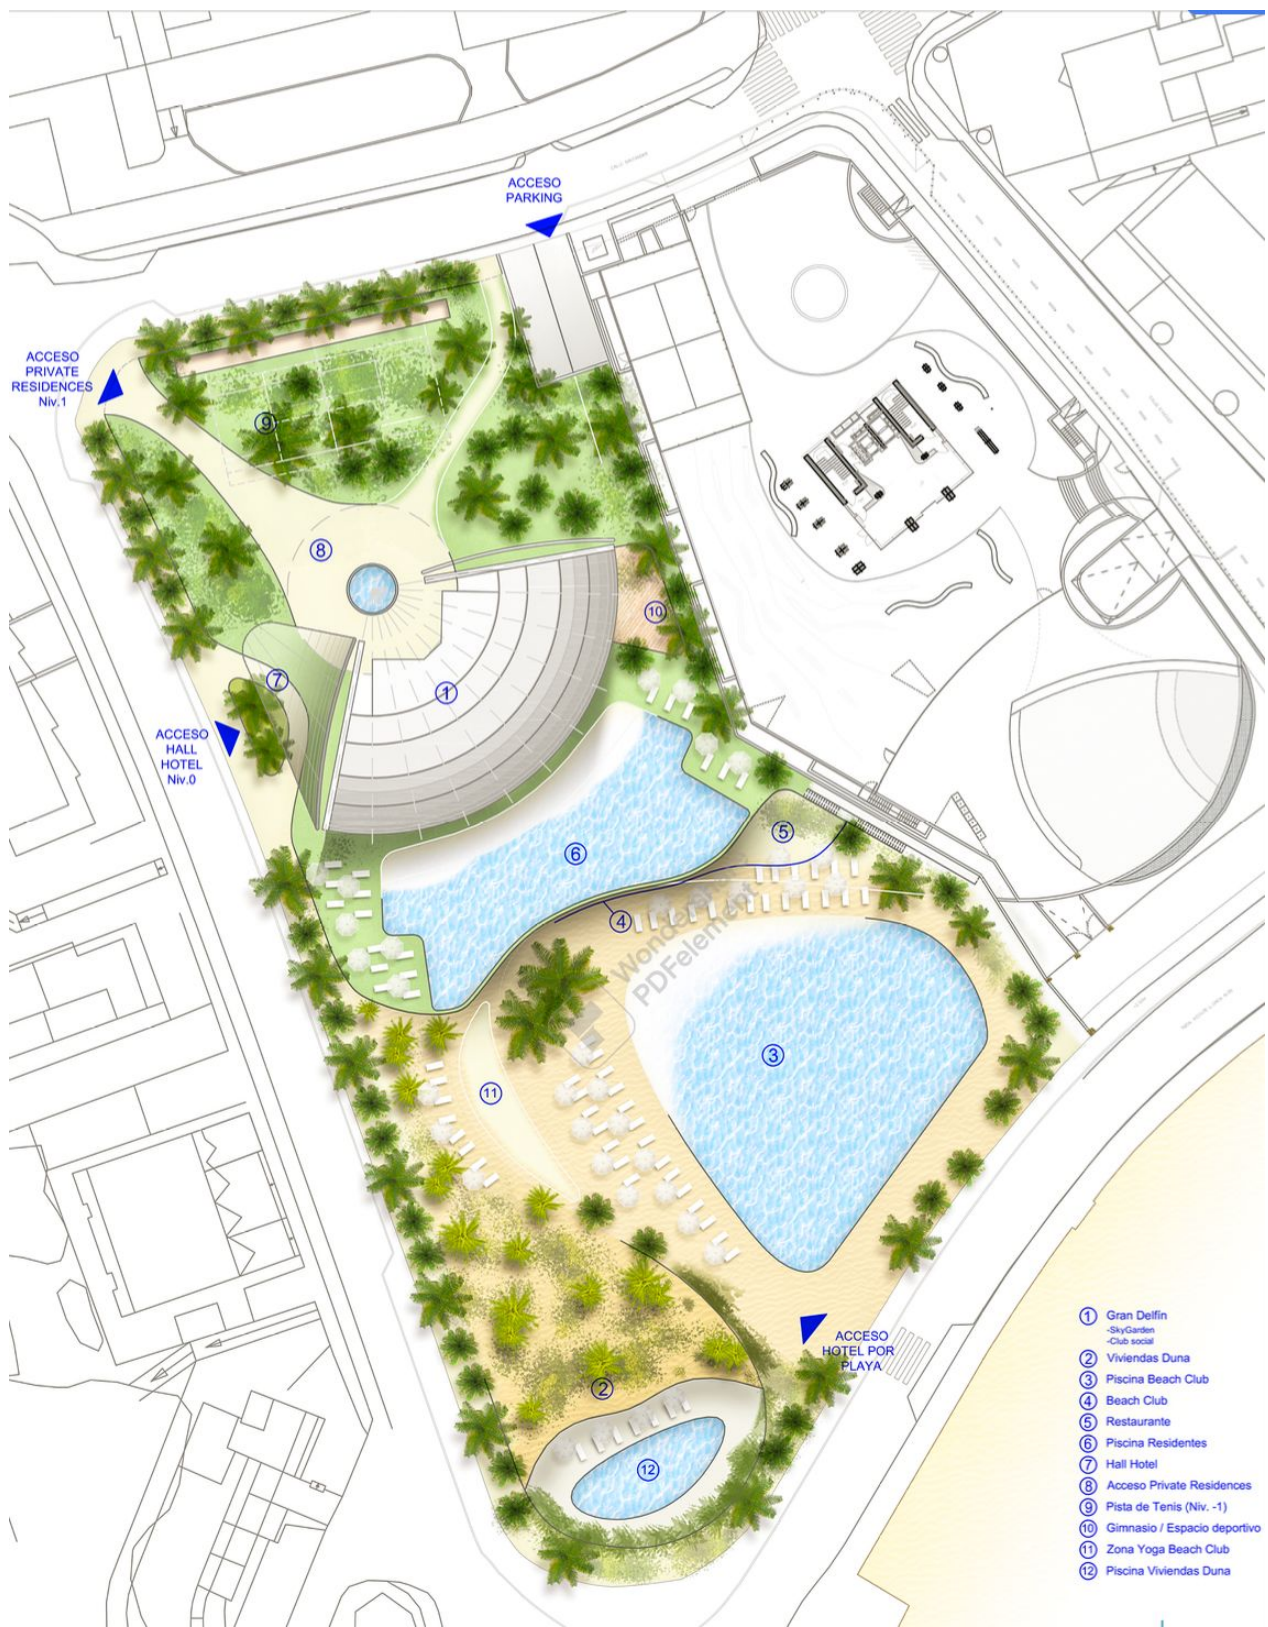 ACCESO
PARKING
ACCESO
PRIVATE
RESIDENCES
Niv.1
9
8
10
7
1
ACCESO
HALL
HOTEL
Niv.0
5
6
4
Wondershare
PDFelement
3
11
ACCESO
HOTEL POR
PLAYA
2
12
1 Gran Delfín
-SkyGarden
-Club social
2 Viviendas Duna
3 Piscina Beach Club
4 Beach Club
5 Restaurante
6 Piscina Residentes
7 Hall Hotel
8 Acceso Private Residences
9 Pista de Tenis (Niv. -1)
10 Gimnasio / Espacio deportivo
11 Zona Yoga Beach Club
12 Piscina Viviendas Duna